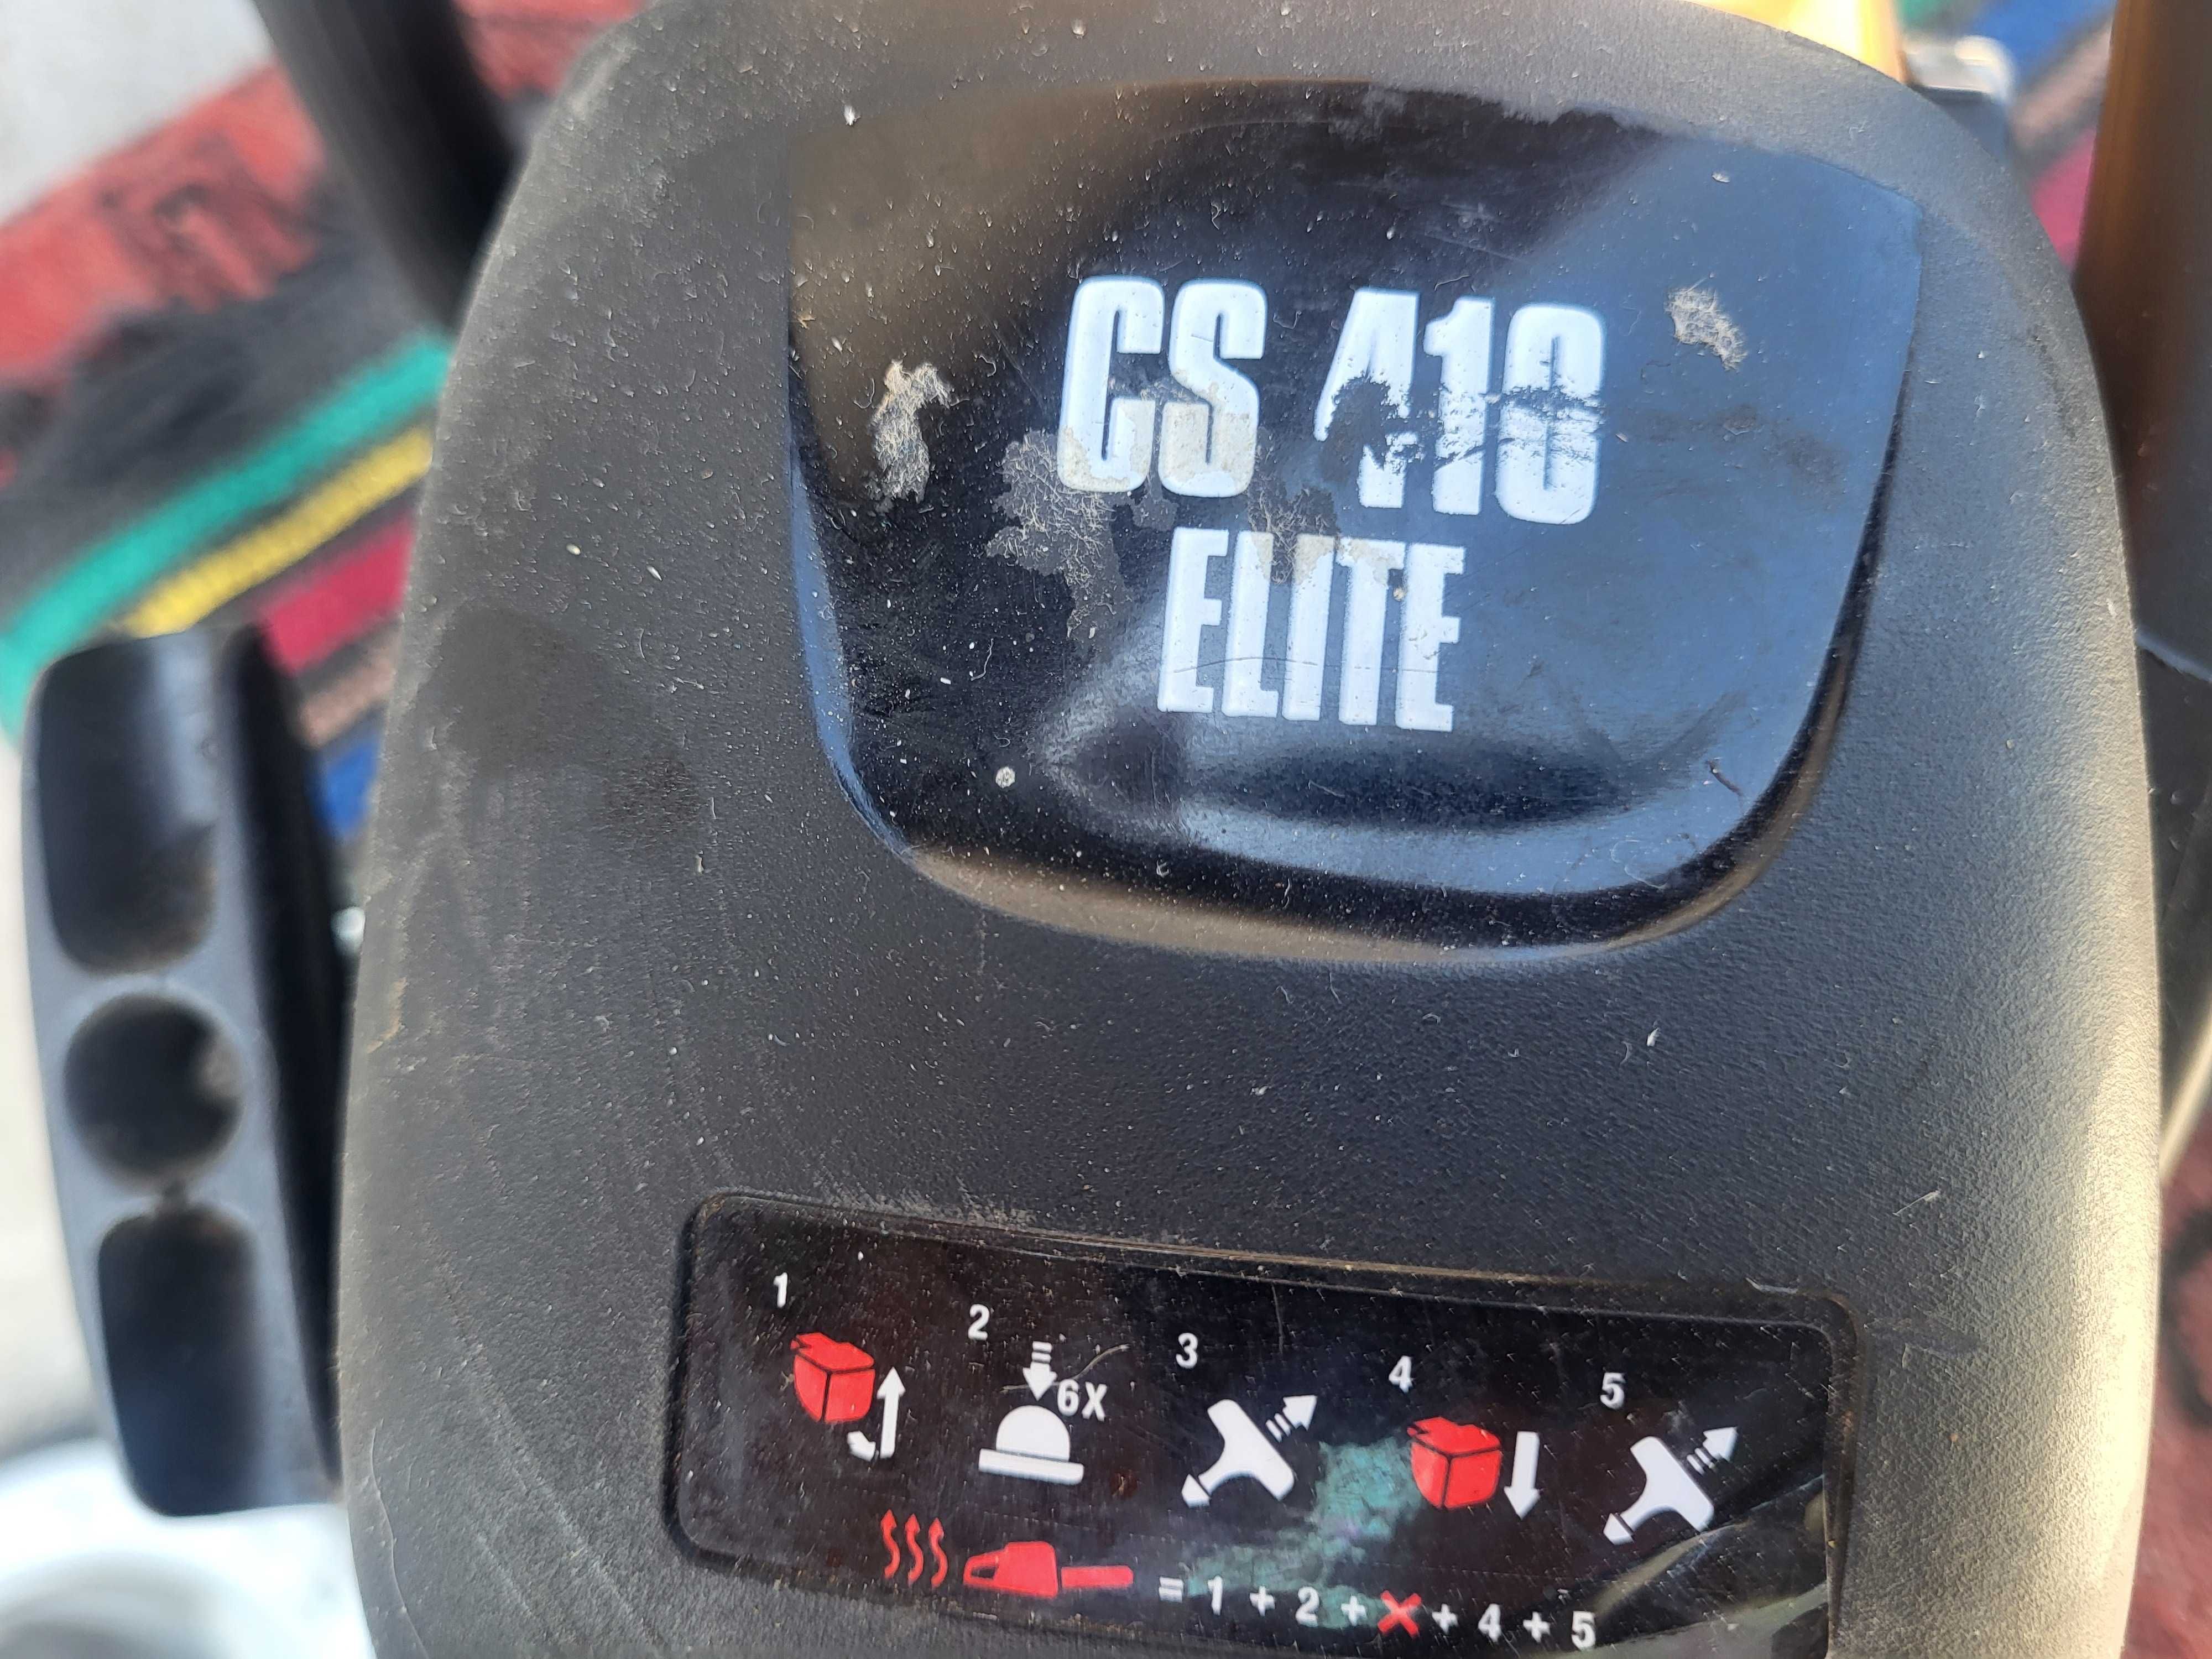 CS 410
ELITE
1 2 3 4 5
6X
= 1 + 2 + X + 4 + 5